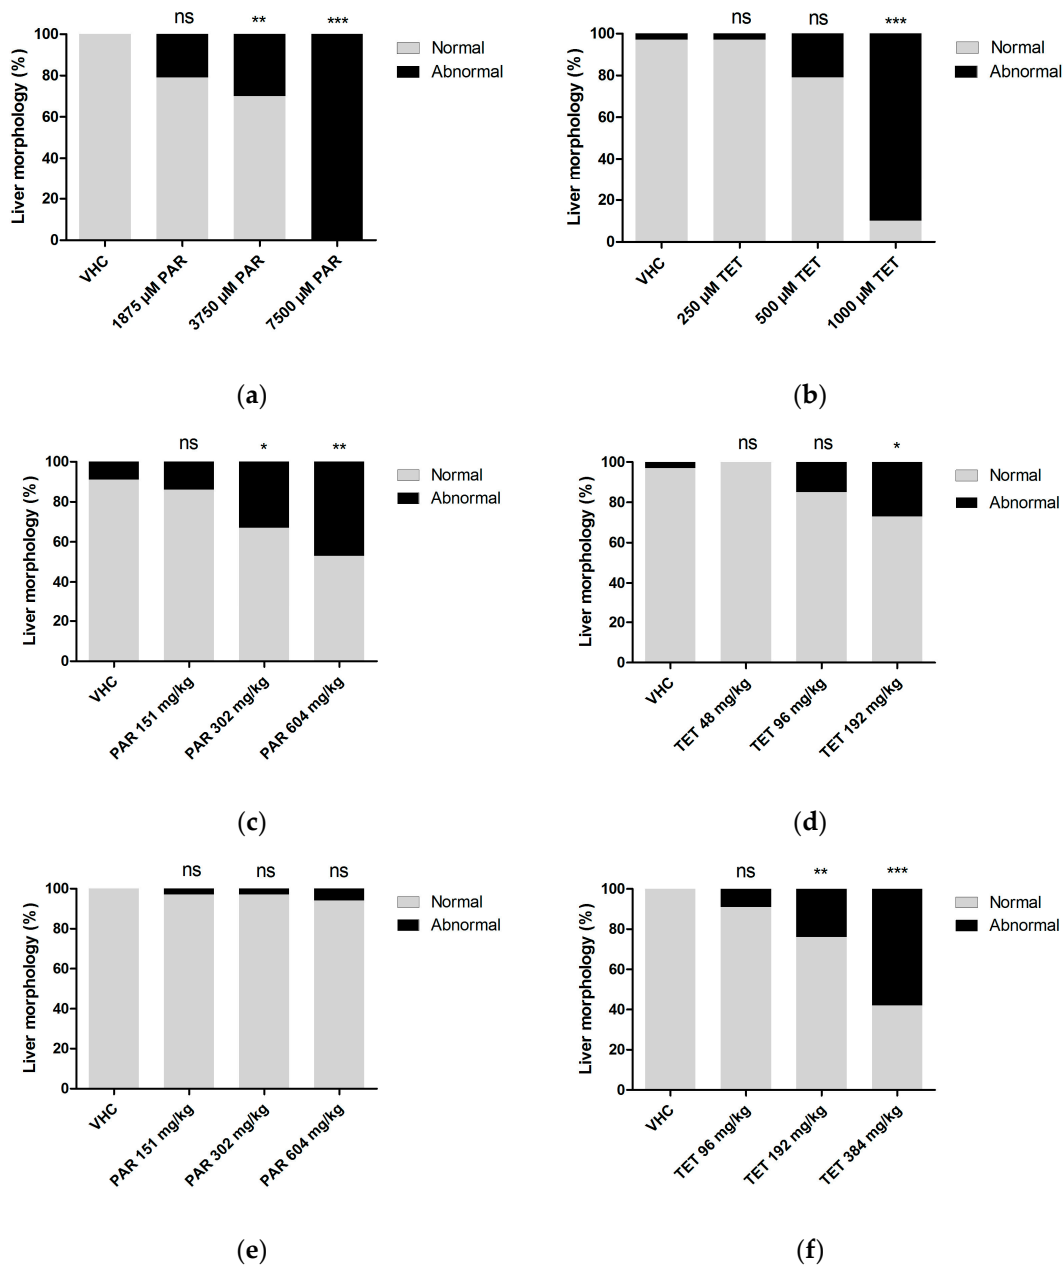 ns ** ***
Liver morphology (%)
100
80
60
40
20
0
VHC
1875 µM PAR
3750 µM PAR
7500 µM PAR
Normal
Abnormal
(a)
ns ns ***
Liver morphology (%)
100
80
60
40
20
0
VHC
250 µM TET
500 µM TET
1000 µM TET
Normal
Abnormal
(b)
ns * **
Liver morphology (%)
100
80
60
40
20
0
VHC
PAR 151 mg/kg
PAR 302 mg/kg
PAR 604 mg/kg
Normal
Abnormal
(c)
ns ns *
Liver morphology (%)
100
80
60
40
20
0
VHC
TET 48 mg/kg
TET 96 mg/kg
TET 192 mg/kg
Normal
Abnormal
(d)
ns ns ns
Liver morphology (%)
100
80
60
40
20
0
VHC
PAR 151 mg/kg
PAR 302 mg/kg
PAR 604 mg/kg
Normal
Abnormal
(e)
ns ** ***
Liver morphology (%)
100
80
60
40
20
0
VHC
TET 96 mg/kg
TET 192 mg/kg
TET 384 mg/kg
Normal
Abnormal
(f)